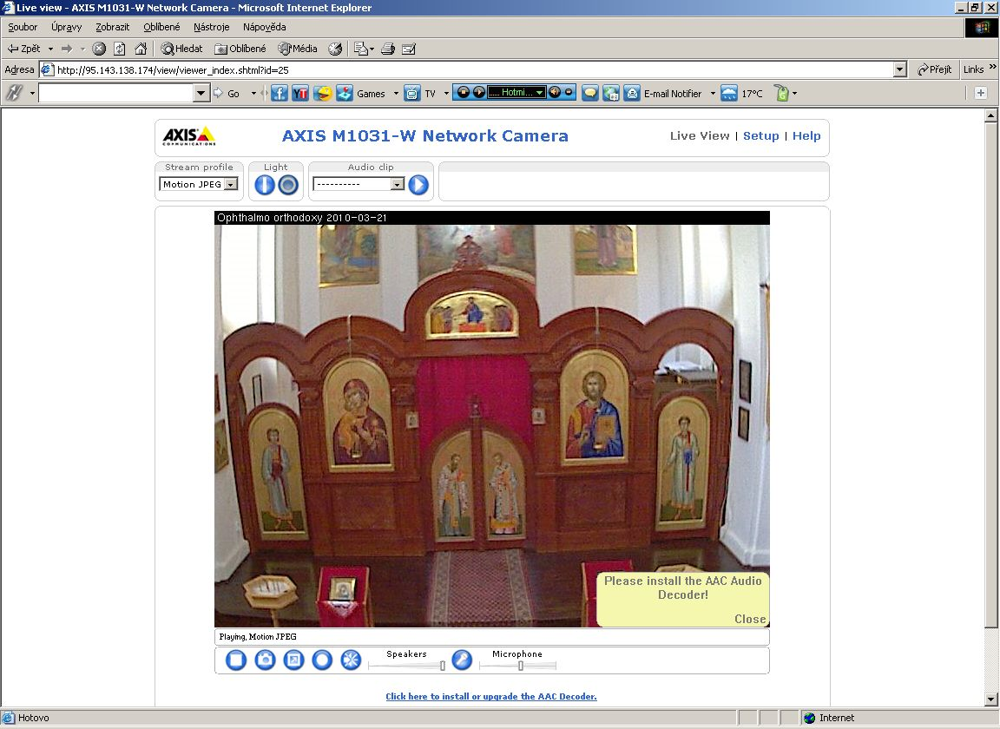 Live view - AXIS M1031-W Network Camera - Microsoft Internet Explorer
Soubor Úpravy Zobrazit Oblíbené Nástroje Nápověda
Zpět Hledat Oblíbené Média
Adresa http://95.143.138.174/view/viewer_index.shtml?id=25 Přejít Links »
Go Games TV Hotmi... E-mail Notifier 17°C
AXIS COMMUNICATIONS
AXIS M1031-W Network Camera
Live View | Setup | Help
Stream profile Light Audio clip
Motion JPEG ----------
Ophthalmo orthodoxy 2010-03-21
Please install the AAC Audio
Decoder!
Close
Playing, Motion JPEG
Speakers Microphone
Click here to install or upgrade the AAC Decoder.
Hotovo Internet